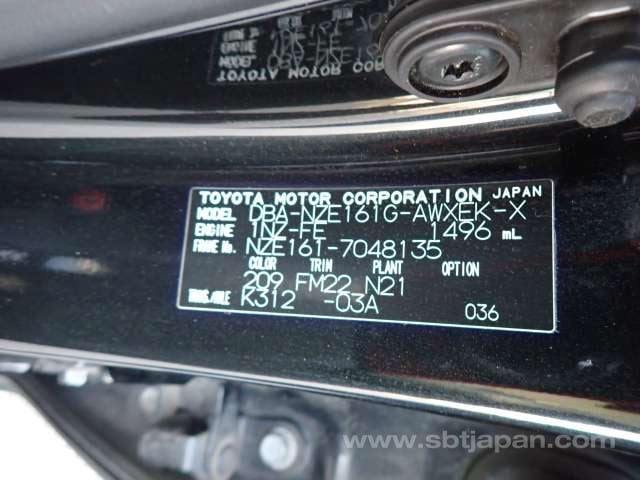 TOYOTA MOTOR CORPORATION JAPAN
MODEL DBA-NZE161G-AWXEK-X
ENGINE 1NZ-FE 1496 mL
FRAME No. NZE161-7048135
COLOR TRIM PLANT OPTION
209 FM22 N21
TRANS./AXLE K312 -03A
036
www.sbtjapan.com